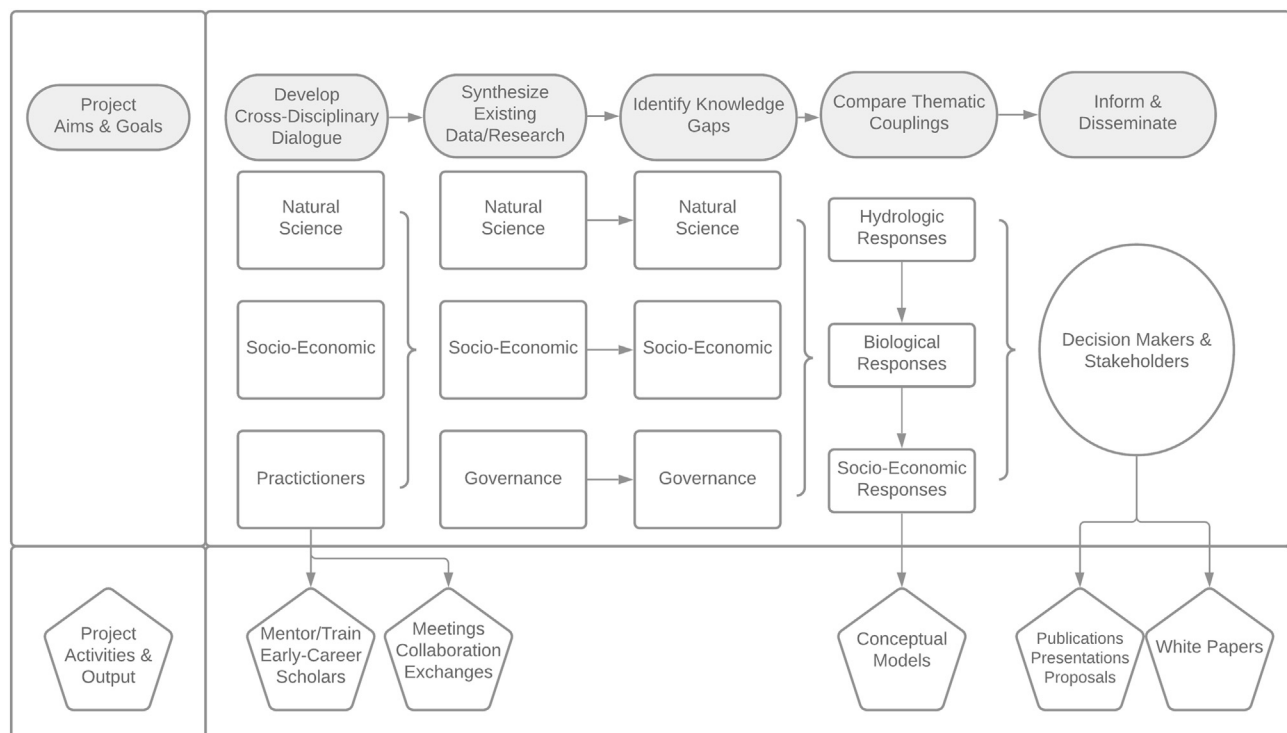 Project
Aims & Goals
Develop
Cross-Disciplinary
Dialogue
Synthesize
Existing
Data/Research
Identify Knowledge
Gaps
Compare Thematic
Couplings
Inform &
Disseminate
Natural
Science
Natural
Science
Natural
Science
Hydrologic
Responses
Socio-Economic
Socio-Economic
Socio-Economic
Biological
Responses
Decision Makers &
Stakeholders
Practictioners
Governance
Governance
Socio-Economic
Responses
Project
Activities &
Output
Mentor/Train
Early-Career
Scholars
Meetings
Collaboration
Exchanges
Conceptual
Models
Publications
Presentations
Proposals
White Papers